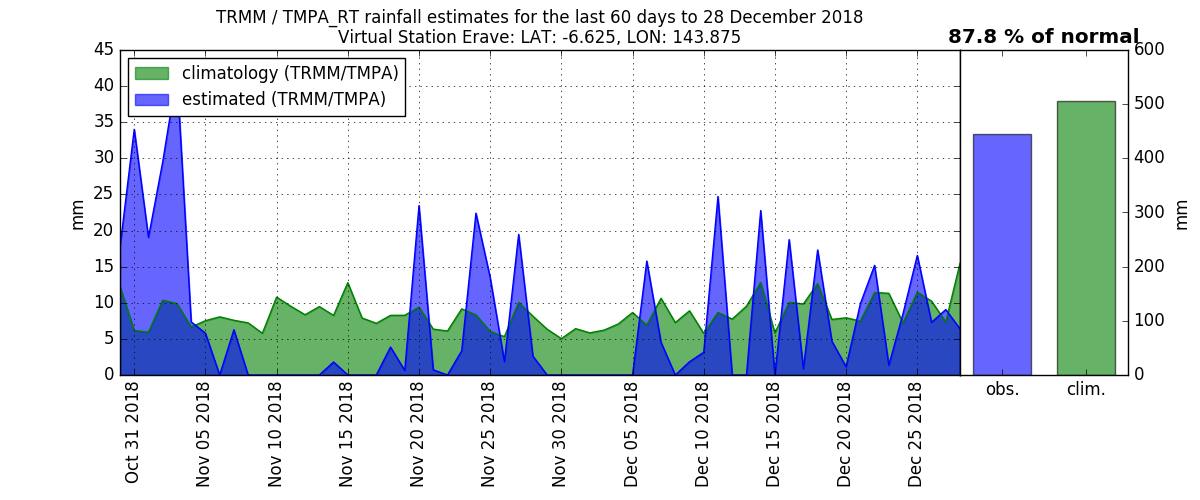 TRMM / TMPA_RT rainfall estimates for the last 60 days to 28 December 2018
Virtual Station Erave: LAT: -6.625, LON: 143.875
87.8 % of normal
climatology (TRMM/TMPA)
estimated (TRMM/TMPA)
mm
45
40
35
30
25
20
15
10
5
0
Oct 31 2018
Nov 05 2018
Nov 10 2018
Nov 15 2018
Nov 20 2018
Nov 25 2018
Nov 30 2018
Dec 05 2018
Dec 10 2018
Dec 15 2018
Dec 20 2018
Dec 25 2018
obs.
clim.
600
500
400
300
200
100
0
mm